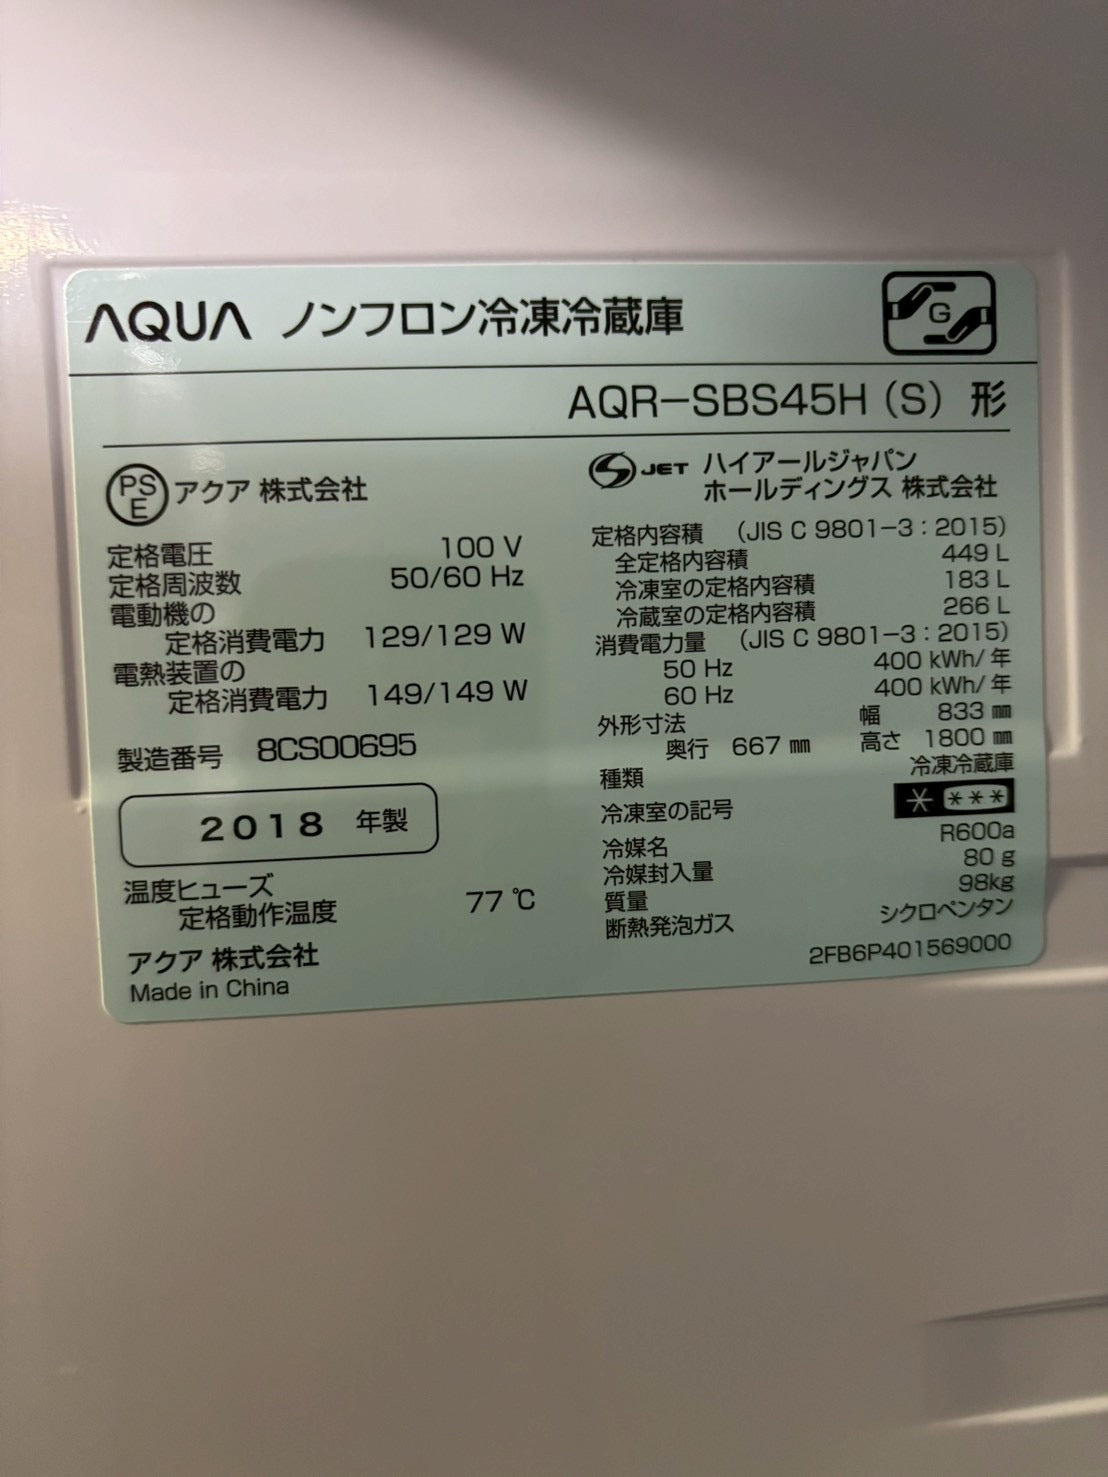 AQUA ノンフロン冷凍冷蔵庫
G
AQR-SBS45H (S) 形
PSE アクア 株式会社
定格電圧 100 V
定格周波数 50/60 Hz
電動機の
定格消費電力 129/129 W
電熱装置の
定格消費電力 149/149 W
製造番号 8CS00695
2018 年製
温度ヒューズ
定格動作温度 77 ℃
アクア 株式会社
Made in China
JET ハイアールジャパン
ホールディングス 株式会社
定格内容積 (JIS C 9801-3:2015)
全定格内容積 449 L
冷凍室の定格内容積 183 L
冷蔵室の定格内容積 266 L
消費電力量 (JIS C 9801-3:2015)
50 Hz 400 kWh/年
60 Hz 400 kWh/年
外形寸法 幅 833 ㎜
奥行 667 ㎜ 高さ 1800 ㎜
種類 冷凍冷蔵庫
冷凍室の記号 * ***
冷媒名 R600a
冷媒封入量 80 g
質量 98kg
断熱発泡ガス シクロペンタン
2FB6P401569000